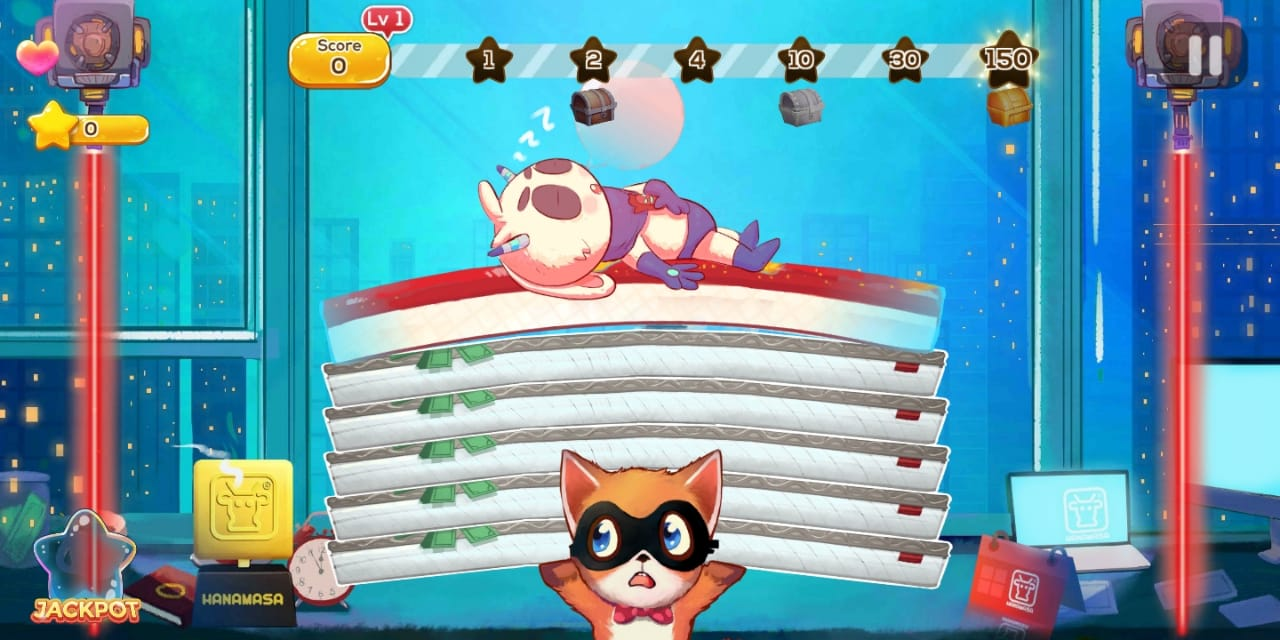 Lv 1
Score
0
1
2
4
10
30
150
0
z z z
JACKPOT
HANAMASA